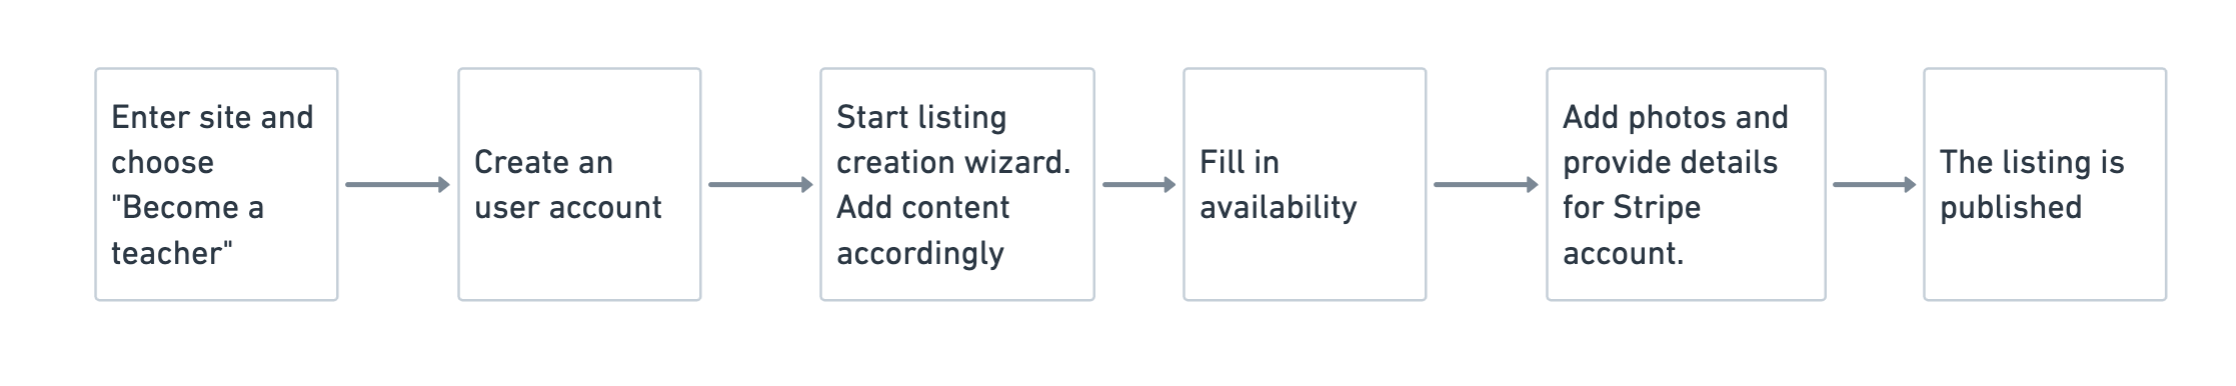 Enter site and
choose
"Become a
teacher"
Create an
user account
Start listing
creation wizard.
Add content
accordingly
Fill in
availability
Add photos and
provide details
for Stripe
account.
The listing is
published